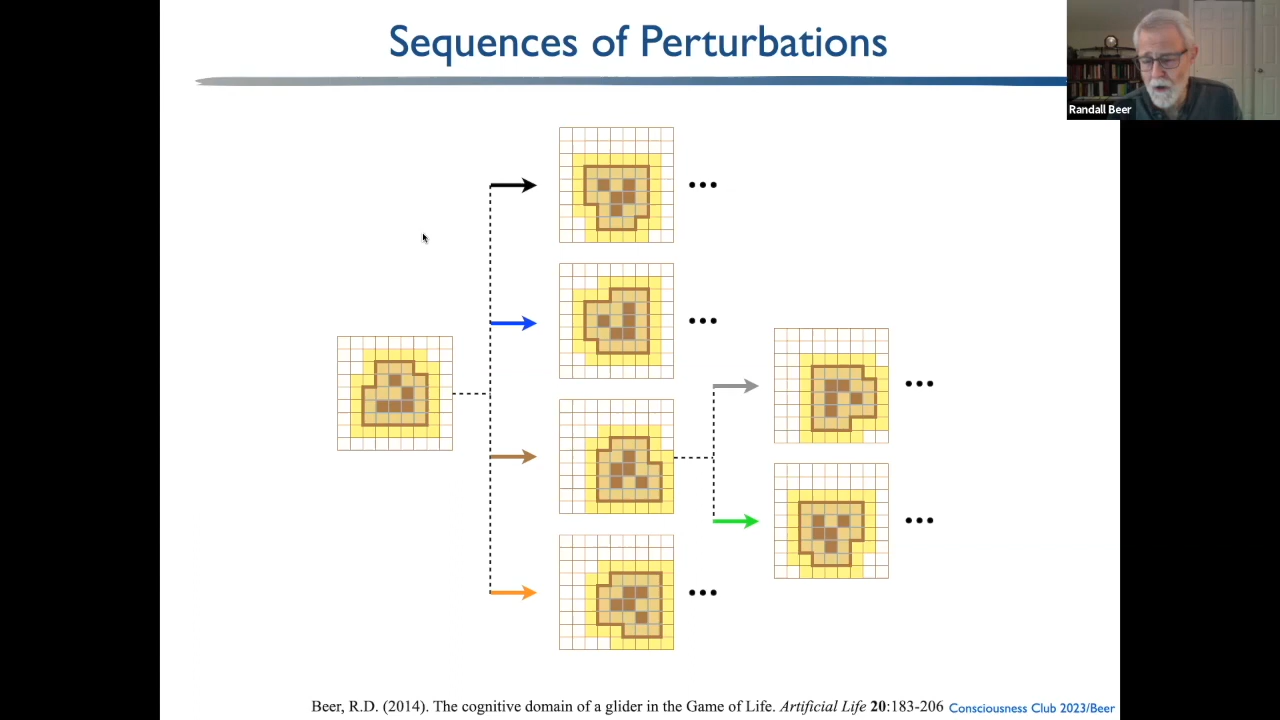 Sequences of Perturbations
Randall Beer
Beer, R.D. (2014). The cognitive domain of a glider in the Game of Life. Artificial Life 20:183-206
Consciousness Club 2023/Beer